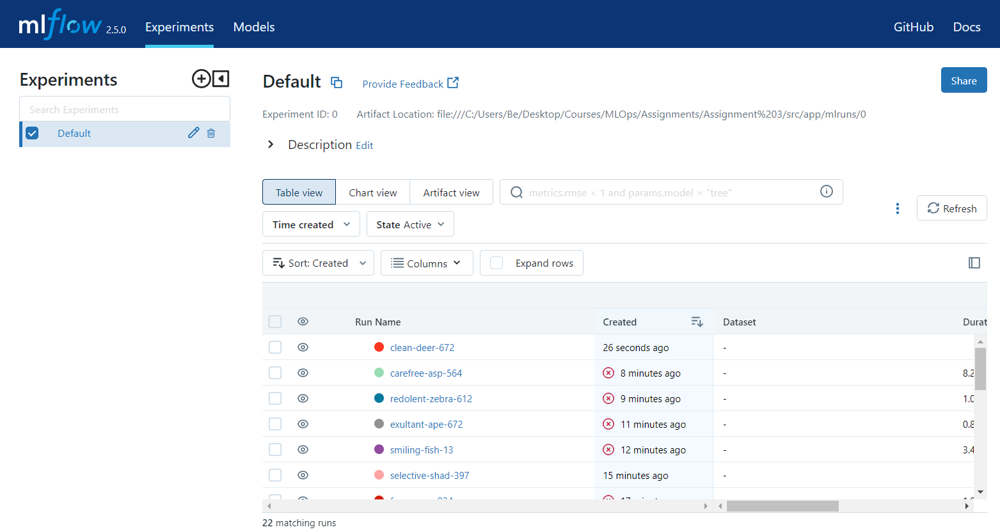 mlflow 2.5.0 Experiments Models GitHub Docs
Experiments
Search Experiments
Default
Default Provide Feedback Share
Experiment ID: 0 Artifact Location: file:///C:/Users/Be/Desktop/Courses/MLOps/Assignments/Assignment%203/src/app/mlruns/0
Description Edit
Table view Chart view Artifact view metrics.rmse < 1 and params.model = "tree"
Refresh
Time created State Active
Sort: Created Columns Expand rows
Run Name Created Dataset Durat
clean-deer-672 26 seconds ago -
carefree-asp-564 8 minutes ago - 8.2
redolent-zebra-612 9 minutes ago - 1.0
exultant-ape-672 11 minutes ago - 0.8
smiling-fish-13 12 minutes ago - 3.4
selective-shad-397 15 minutes ago -
22 matching runs